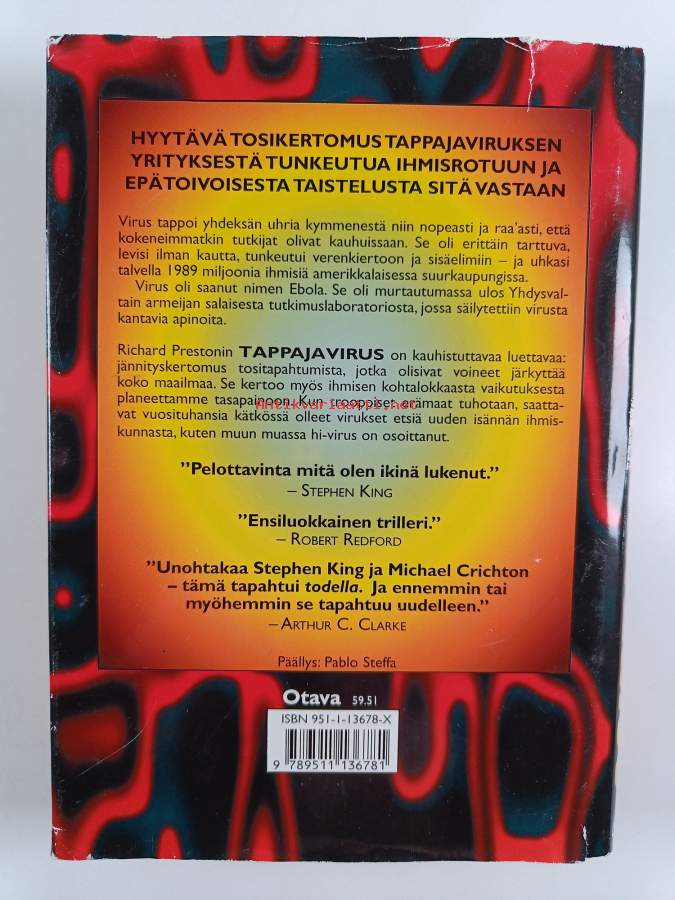 HYYTÄVÄ TOSIKERTOMUS TAPPAJAVIRUKSEN
YRITYKSESTÄ TUNKEUTUA IHMISROTUUN JA
EPÄTOIVOISESTA TAISTELUSTA SITÄ VASTAAN
Virus tappoi yhdeksän uhria kymmenestä niin nopeasti ja raa'asti, että
kokeneimmatkin tutkijat olivat kauhuissaan. Se oli erittäin tarttuva,
levisi ilman kautta, tunkeutui verenkiertoon ja sisäelimiin – ja uhkasi
talvella 1989 miljoonia ihmisiä amerikkalaisessa suurkaupungissa.
Virus oli saanut nimen Ebola. Se oli murtautumassa ulos Yhdysval-
tain armeijan salaisesta tutkimuslaboratoriosta, jossa säilytettiin virusta
kantavia apinoita.
Richard Prestonin TAPPAJAVIRUS on kauhistuttavaa luettavaa:
jännityskertomus tositapahtumista, jotka olisivat voineet järkyttää
koko maailmaa. Se kertoo myös ihmisen kohtalokkaasta vaikutuksesta
planeettamme tasapainoon. Kun trooppiset erämaat tuhotaan, saatta-
vat vuosituhansia kätkössä olleet virukset etsiä uuden isännän ihmis-
kunnasta, kuten muun muassa hi-virus on osoittanut.
Antikvariaatti.net
"Pelottavinta mitä olen ikinä lukenut."
– STEPHEN KING
"Ensiluokkainen trilleri."
– ROBERT REDFORD
"Unohtakaa Stephen King ja Michael Crichton
– tämä tapahtui todella. Ja ennemmin tai
myöhemmin se tapahtuu uudelleen."
– ARTHUR C. CLARKE
Päällys: Pablo Steffa
Otava 59.51
ISBN 951-1-13678-X
9 789511 136781